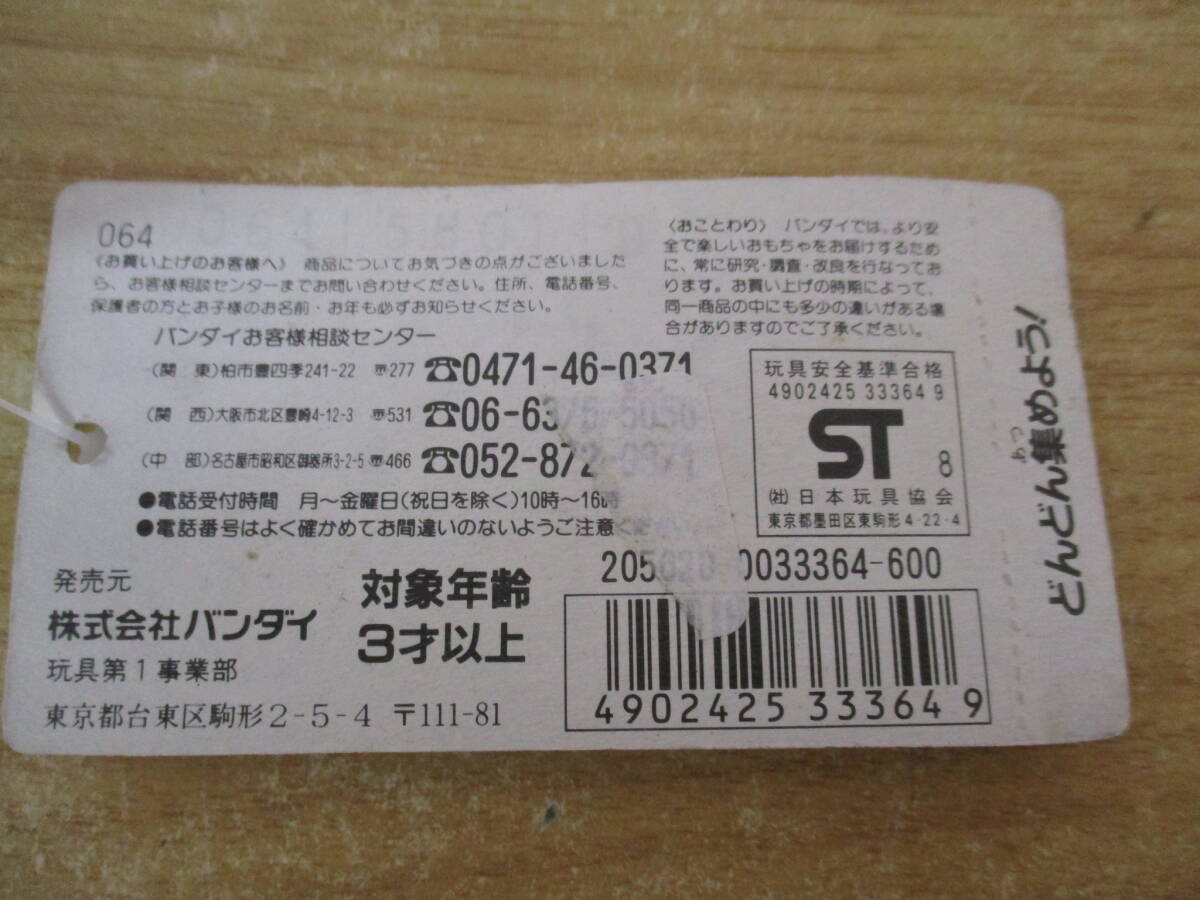 064
〈お買い上げのお客様へ〉 商品についてお気づきの点がございました
ら、お客様相談センターまでお問い合わせください。住所、電話番号、
保護者の方とお子様のお名前・お年も必ずお知らせください。
バンダイお客様相談センター
(関 東)柏市豊四季241-22 〠277 ☎0471-46-0371
(関 西)大阪市北区豊崎4-12-3 〠531 ☎06-6375-5050
(中 部)名古屋市昭和区御器所3-2-5 〠466 ☎052-872-0371
●電話受付時間 月〜金曜日(祝日を除く)10時〜16時
●電話番号はよく確かめてお間違いのないようご注意く
発売元
株式会社バンダイ
玩具第1事業部
東京都台東区駒形2-5-4 〒111-81
対象年齢
3才以上
〈おことわり〉 バンダイでは、より安
全で楽しいおもちゃをお届けするため
に、常に研究・調査・改良を行なってお
ります。お買い上げの時期によって、
同一商品の中にも多少の違いがある場
合がありますのでご了承ください。
玩具安全基準合格
4902425 33364 9
ST 8
(社)日本玩具協会
東京都墨田区東駒形4-22-4
205020-0033364-600
4902425 333649
どんどん集めよう!